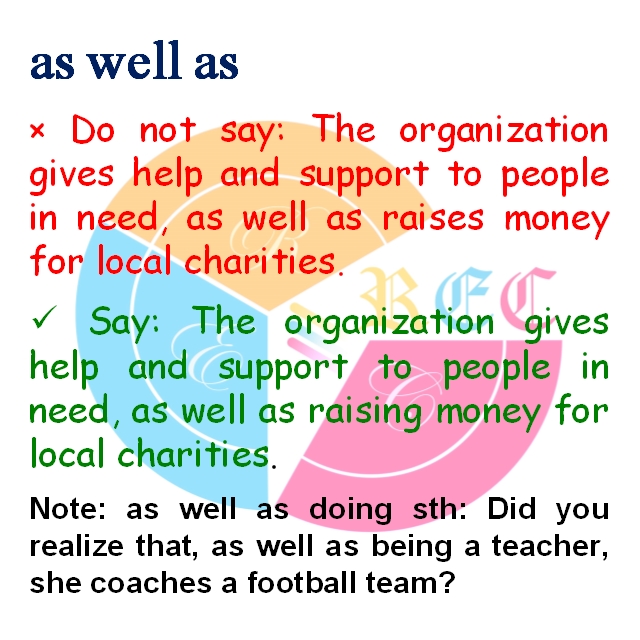 as well as
× Do not say: The organization
gives help and support to people
in need, as well as raises money
for local charities.
✓ Say: The organization gives
help and support to people in
need, as well as raising money for
local charities.
Note: as well as doing sth: Did you
realize that, as well as being a teacher,
she coaches a football team?
B
E
C
BEC